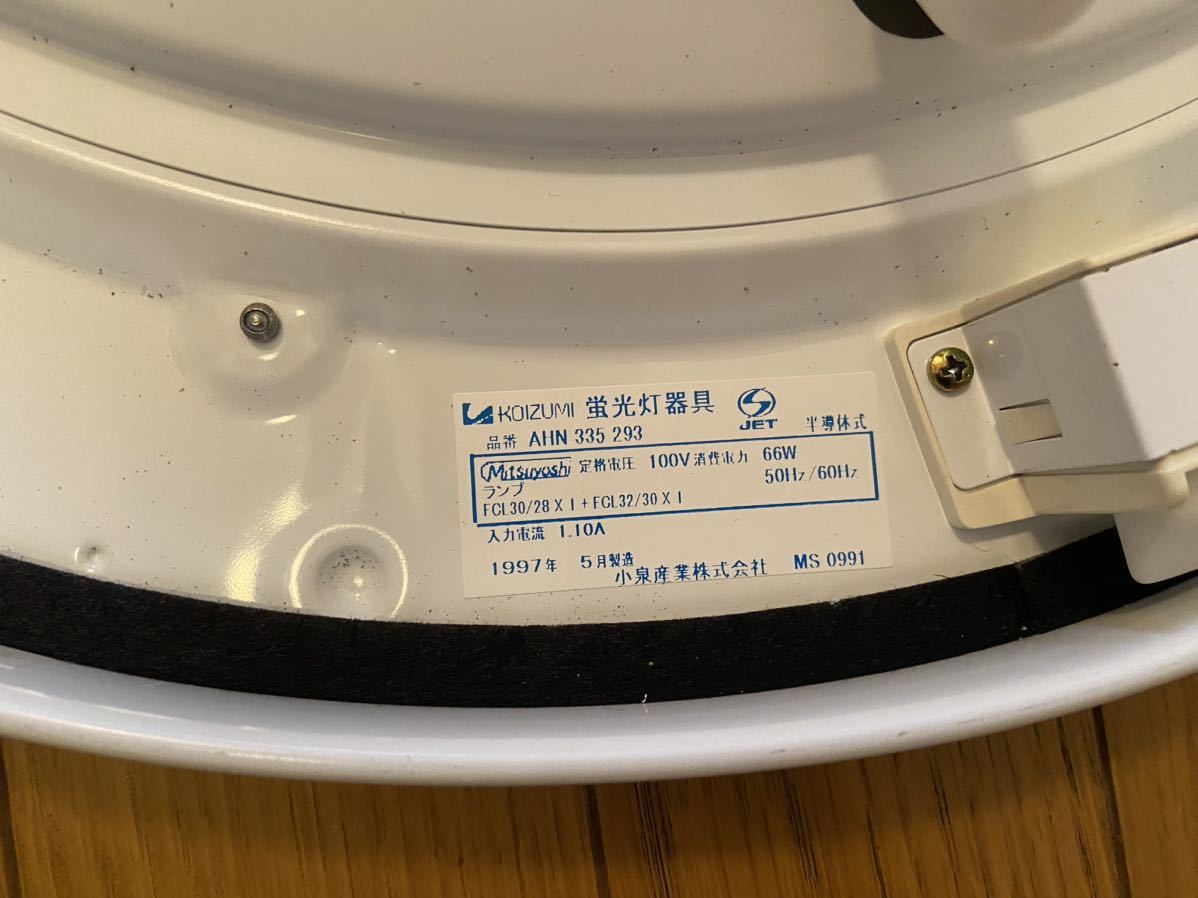 KOIZUMI 蛍光灯器具 JET
品番 AHN 335 293 半導体式
Mitsuyoshi 定格電圧 100V 消費電力 66W
ランプ 50Hz/60Hz
FCL30/28 X 1 + FCL32/30 X 1
入力電流 1.10A
1997年 5月製造 小泉産業株式会社 MS 0991